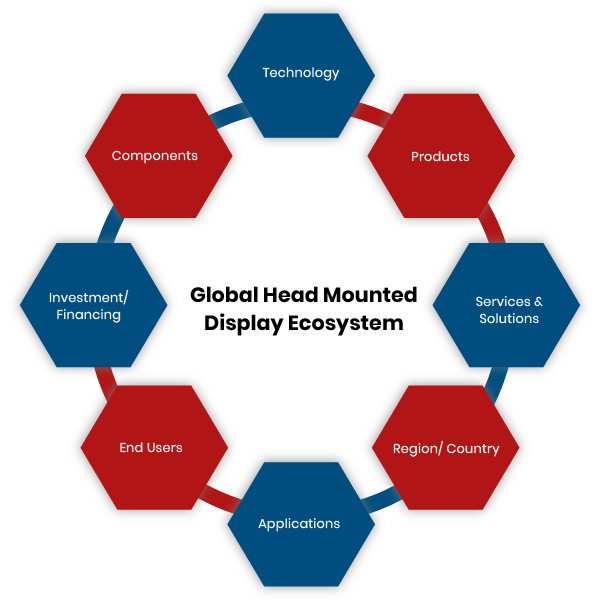 Technology
Components
Products
Investment/
Financing
Global Head Mounted
Display Ecosystem
Services &
Solutions
End Users
Region/ Country
Applications